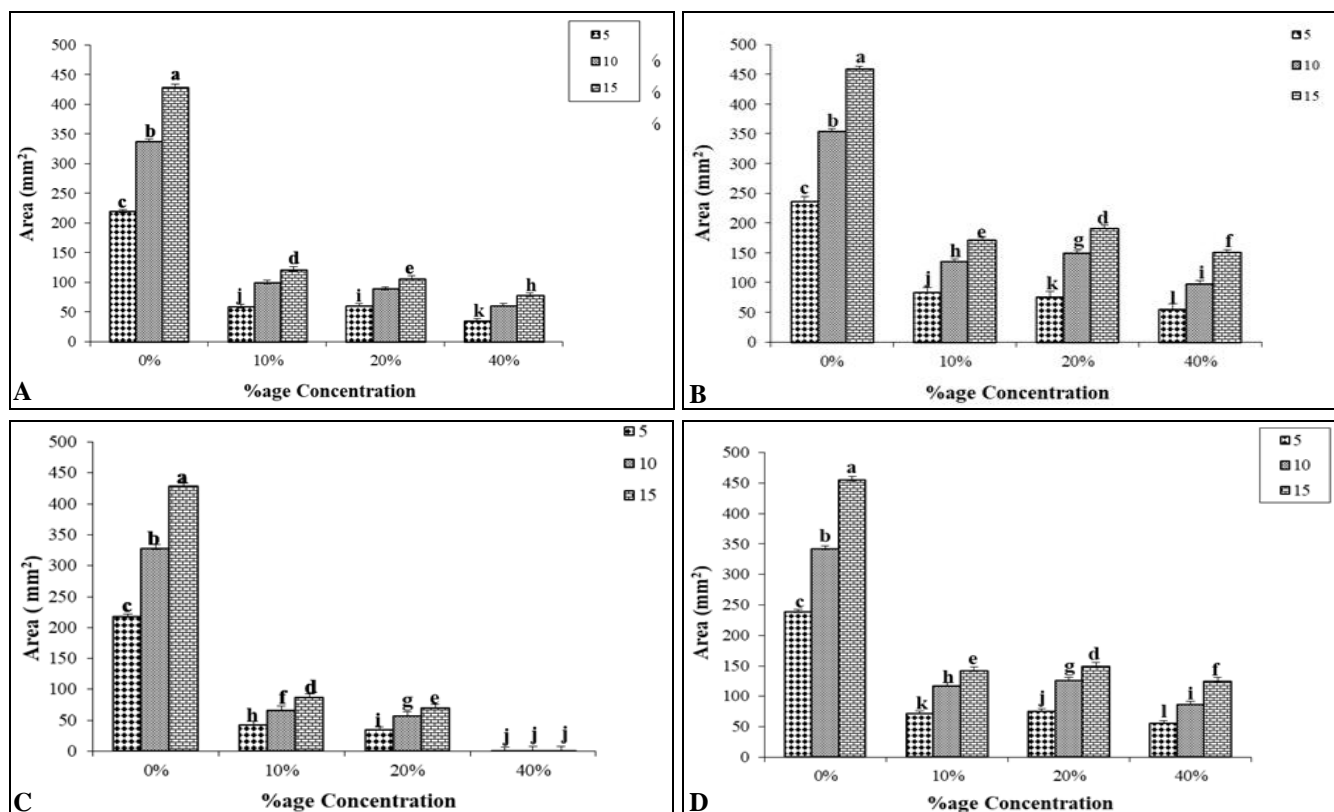 500
450
400
350
300
250
200
150
100
50
0
Area (mm²)
5
10 %
15 %
%
c b a
j d
i e
k h
0% 10% 20% 40%
%age Concentration
A
500
450
400
350
300
250
200
150
100
50
0
Area (mm²)
5
10
15
c b a
j h e
k g d
l i f
0% 10% 20% 40%
%age Concentration
B
500
450
400
350
300
250
200
150
100
50
0
Area ( mm²)
5
10
15
c b a
h f d
i g e
j j j
0% 10% 20% 40%
%age Concentration
C
500
450
400
350
300
250
200
150
100
50
0
Area (mm²)
5
10
15
c b a
k h e
j g d
l i f
0% 10% 20% 40%
%age Concentration
D